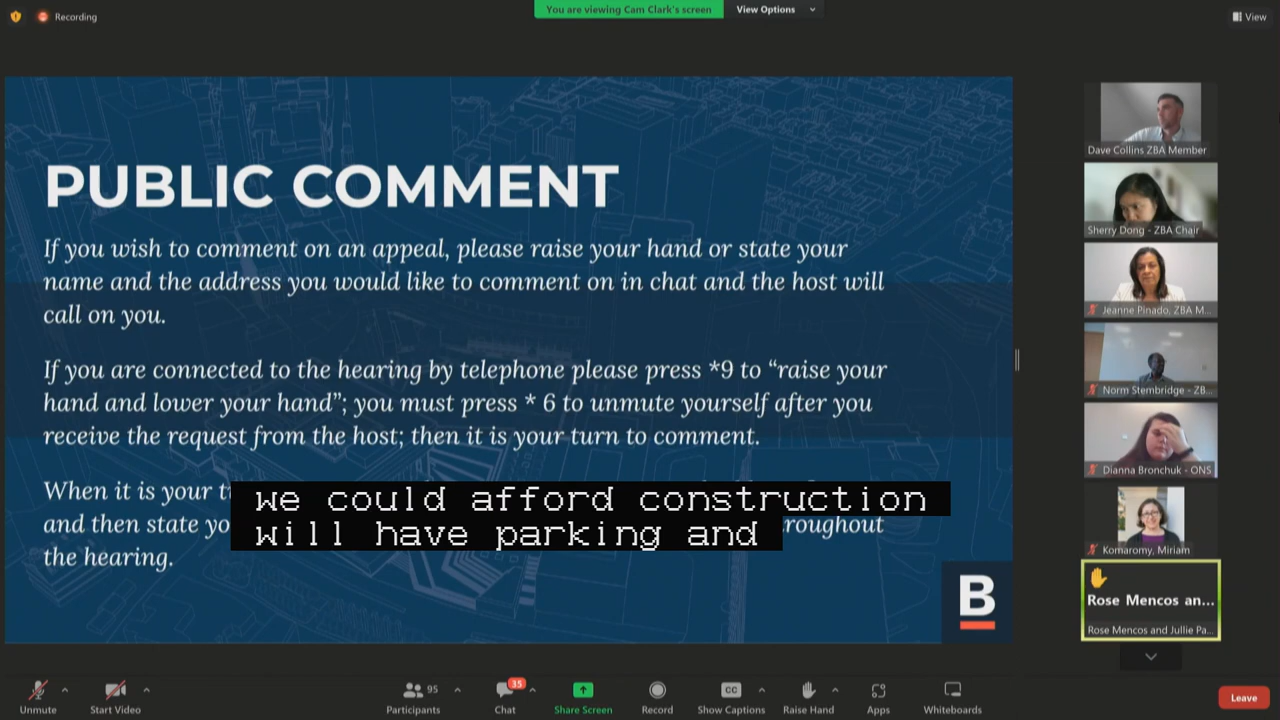 Recording
You are viewing Cam Clark's screen
View Options
View
PUBLIC COMMENT
If you wish to comment on an appeal, please raise your hand or state your
name and the address you would like to comment on in chat and the host will
call on you.
If you are connected to the hearing by telephone please press *9 to “raise your
hand and lower your hand”; you must press * 6 to unmute yourself after you
receive the request from the host; then it is your turn to comment.
When it is your
and then state
the hearing.
we could afford construction
will have parking and
B
Dave Collins ZBA Member
Sherry Dong - ZBA Chair
Jeanne Pinado, ZBA M...
Norm Stembridge - ZB...
Dianna Bronchuk - ONS
Komaromy, Miriam
Rose Mencos an...
Rose Mencos and Jullie Pa...
Unmute
Start Video
95
Participants
35
Chat
Share Screen
Record
CC
Show Captions
Raise Hand
Apps
Whiteboards
Leave